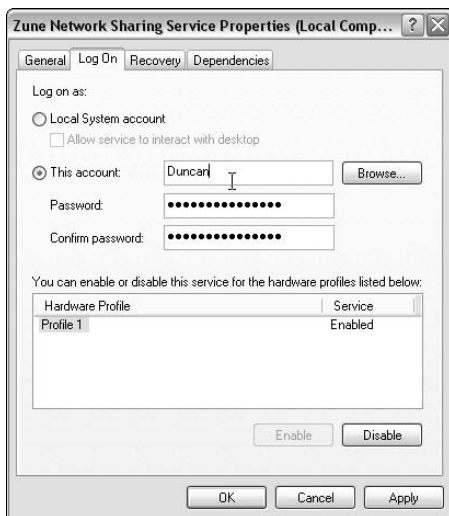 Zune Network Sharing Service Properties (Local Comp... ?
General Log On Recovery Dependencies
Log on as:
Local System account
Allow service to interact with desktop
This account: Duncan Browse...
Password: •••••••••••••••
Confirm password: •••••••••••••••
You can enable or disable this service for the hardware profiles listed below:
Hardware Profile Service
Profile 1 Enabled
Enable Disable
OK Cancel Apply